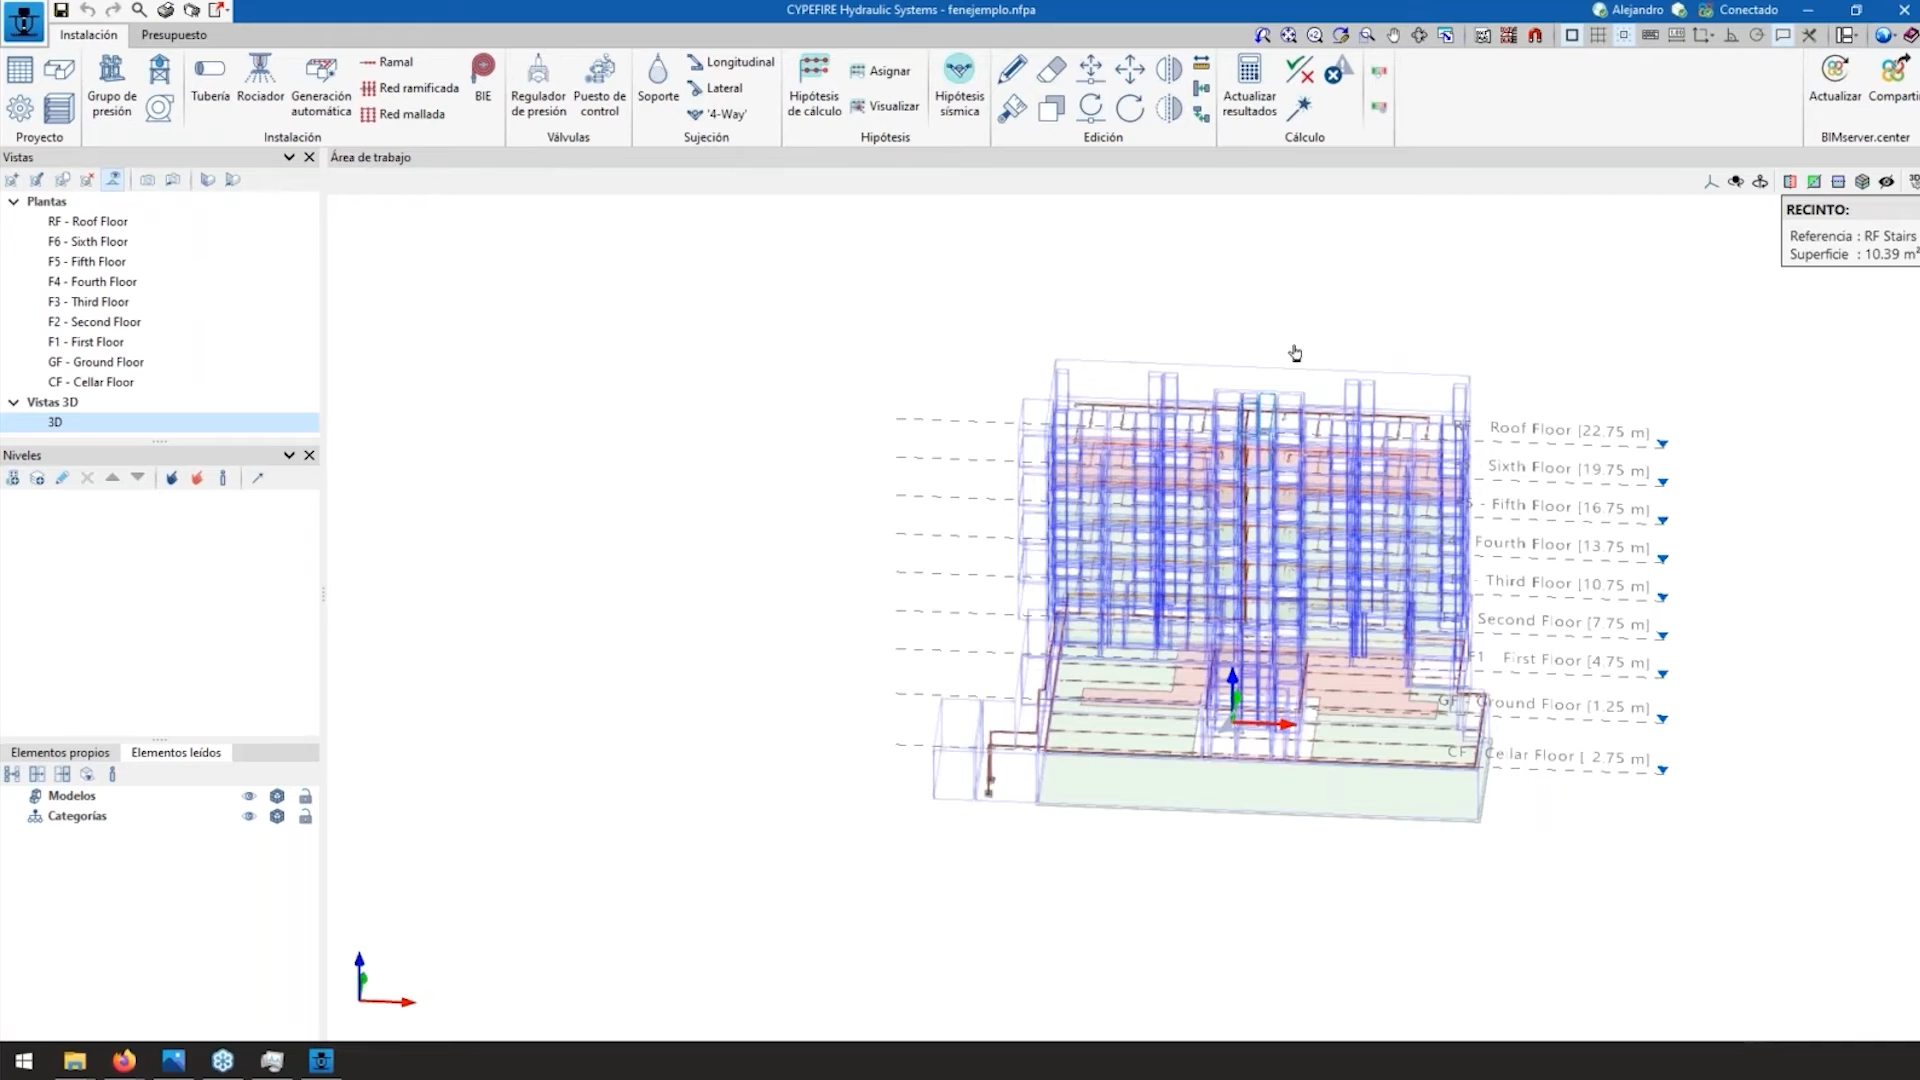 CYPEFIRE Hydraulic Systems - fenejemplo.nfpa
Alejandro
Conectado
Instalación
Presupuesto
Grupo de presión
Tubería
Rociador
Generación automática
Ramal
Red ramificada
Red mallada
BIE
Regulador de presión
Puesto de control
Soporte
Longitudinal
Lateral
'4-Way'
Hipótesis de cálculo
Asignar
Visualizar
Hipótesis sísmica
Actualizar resultados
Actualizar
Comparti
Proyecto
Instalación
Válvulas
Sujeción
Hipótesis
Edición
Cálculo
BIMserver.center
Vistas
Área de trabajo
Plantas
RF - Roof Floor
F6 - Sixth Floor
F5 - Fifth Floor
F4 - Fourth Floor
F3 - Third Floor
F2 - Second Floor
F1 - First Floor
GF - Ground Floor
CF - Cellar Floor
Vistas 3D
3D
Niveles
Elementos propios
Elementos leídos
Modelos
Categorías
RECINTO:
Referencia : RF Stairs
Superficie : 10.39 m²
Roof Floor [22.75 m]
Sixth Floor [19.75 m]
- Fifth Floor [16.75 m]
Fourth Floor [13.75 m]
- Third Floor [10.75 m]
Second Floor [7.75 m]
F1 First Floor [4.75 m]
GF - Ground Floor [1.25 m]
CF Cellar Floor [ 2.75 m]